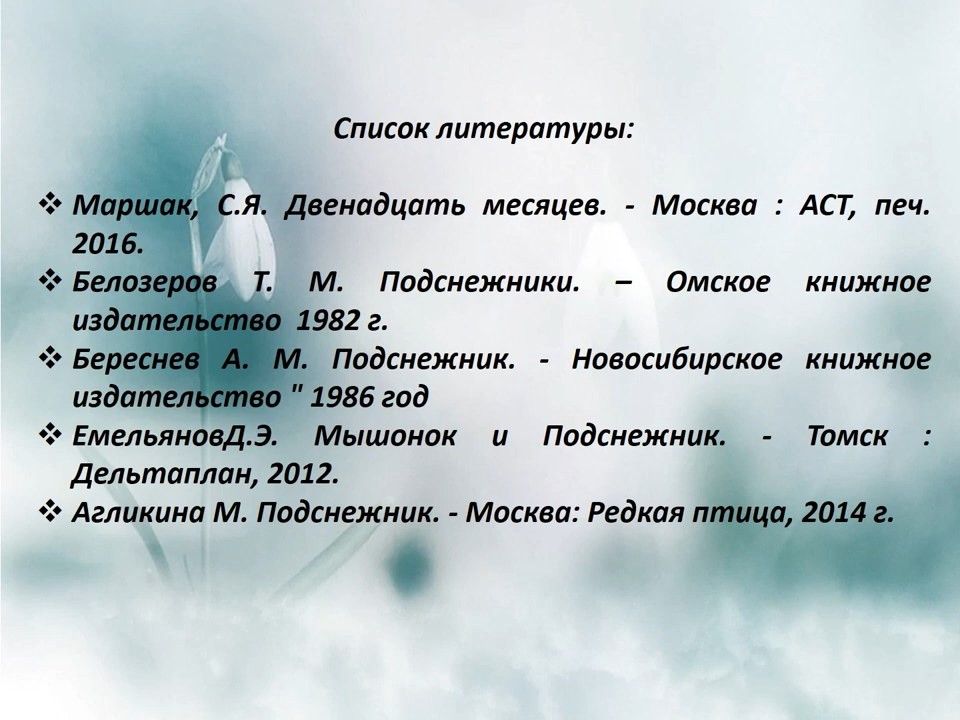 Список литературы:
Маршак, С.Я. Двенадцать месяцев. - Москва : АСТ, печ.
2016.
Белозеров Т. М. Подснежники. – Омское книжное
издательство 1982 г.
Береснев А. М. Подснежник. - Новосибирское книжное
издательство " 1986 год
ЕмельяновД.Э. Мышонок и Подснежник. - Томск :
Дельтаплан, 2012.
Агликина М. Подснежник. - Москва: Редкая птица, 2014 г.